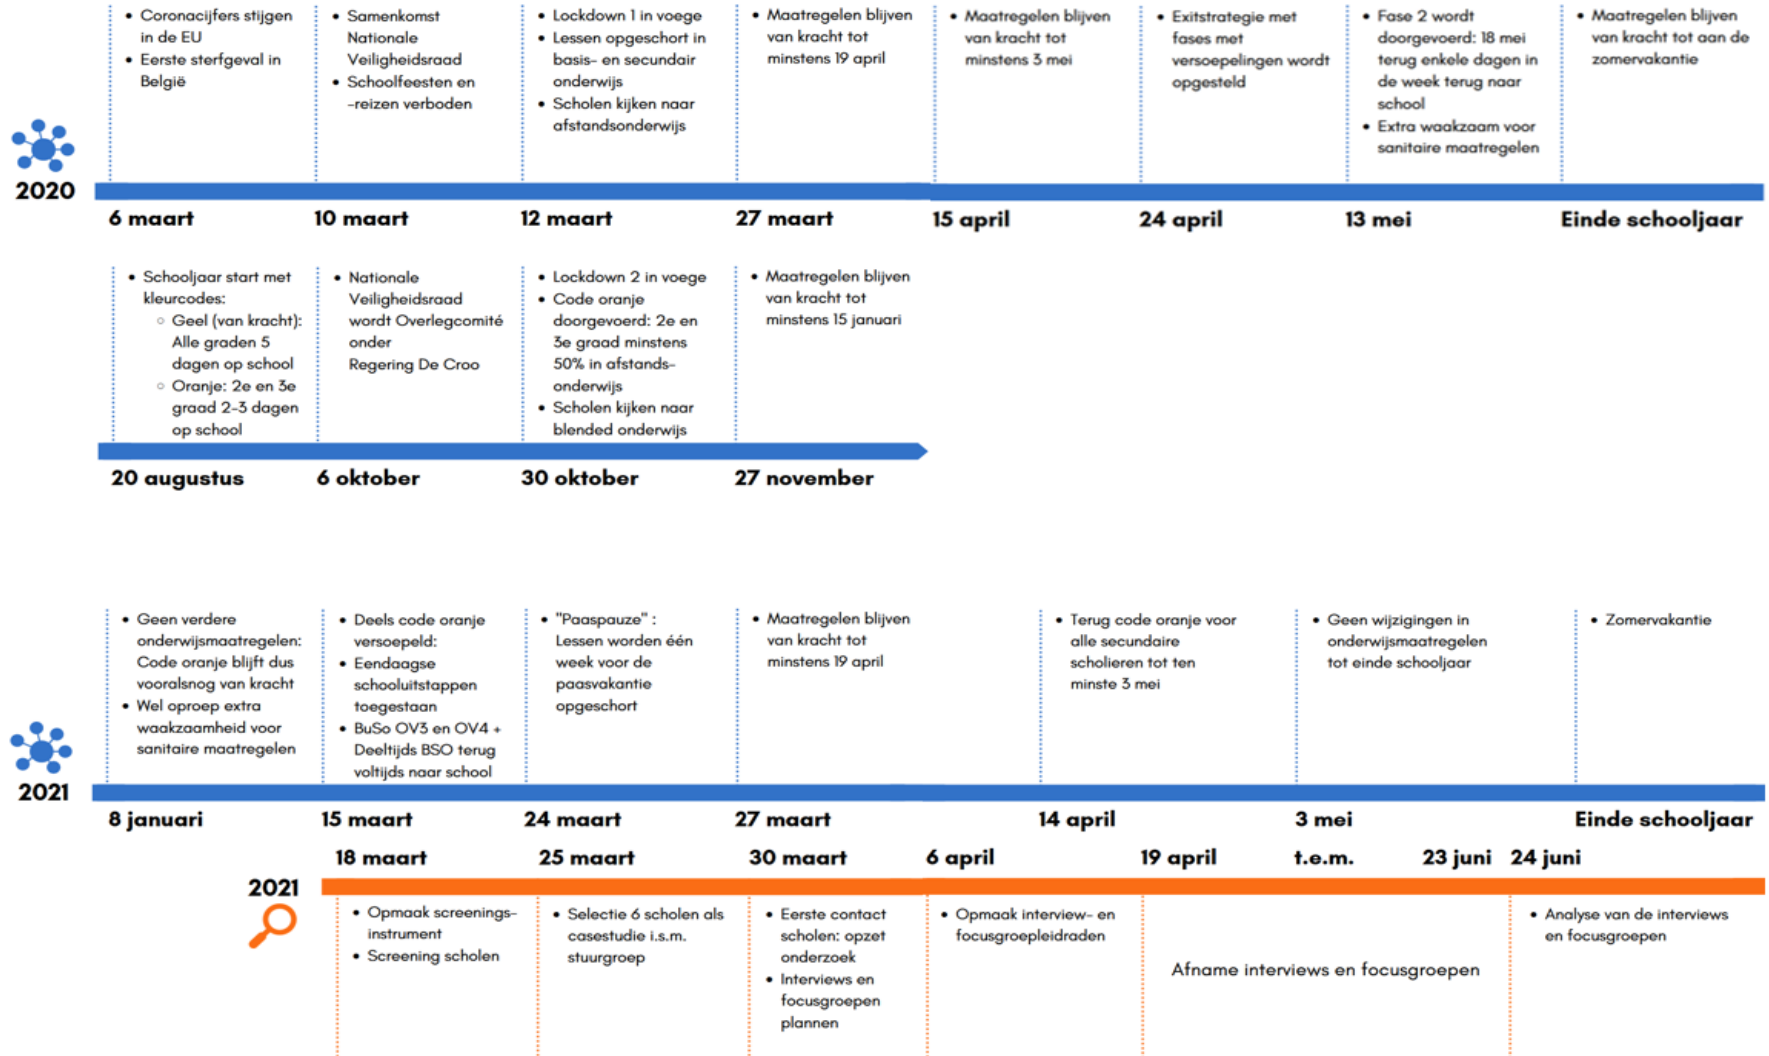 • Coronacijfers stijgen
in de EU
• Eerste sterfgeval in
België
• Samenkomst
Nationale
Veiligheidsraad
• Schoolfeesten en
-reizen verboden
• Lockdown 1 in voege
• Lessen opgeschort in
basis- en secundair
onderwijs
• Scholen kijken naar
afstandsonderwijs
• Maatregelen blijven
van kracht tot
minstens 19 april
• Maatregelen blijven
van kracht tot
minstens 3 mei
• Exitstrategie met
fases met
versoepelingen wordt
opgesteld
• Fase 2 wordt
doorgevoerd: 18 mei
terug enkele dagen in
de week terug naar
school
• Extra waakzaam voor
sanitaire maatregelen
• Maatregelen blijven
van kracht tot aan de
zomervakantie
2020
6 maart
10 maart
12 maart
27 maart
15 april
24 april
13 mei
Einde schooljaar
• Schooljaar start met
kleurcodes:
○ Geel (van kracht):
Alle graden 5
dagen op school
○ Oranje: 2e en 3e
graad 2-3 dagen
op school
• Nationale
Veiligheidsraad
wordt Overlegcomité
onder
Regering De Croo
• Lockdown 2 in voege
• Code oranje
doorgevoerd: 2e en
3e graad minstens
50% in afstands-
onderwijs
• Scholen kijken naar
blended onderwijs
• Maatregelen blijven
van kracht tot
minstens 15 januari
20 augustus
6 oktober
30 oktober
27 november
• Geen verdere
onderwijsmaatregelen:
Code oranje blijft dus
vooralsnog van kracht
• Wel oproep extra
waakzaamheid voor
sanitaire maatregelen
• Deels code oranje
versoepeld:
• Eendaagse
schooluitstappen
toegestaan
• BuSo OV3 en OV4 +
Deeltijds BSO terug
voltijds naar school
• "Paaspauze" :
Lessen worden één
week voor de
paasvakantie
opgeschort
• Maatregelen blijven
van kracht tot
minstens 19 april
• Terug code oranje voor
alle secundaire
scholieren tot ten
minste 3 mei
• Geen wijzigingen in
onderwijsmaatregelen
tot einde schooljaar
• Zomervakantie
2021
8 januari
15 maart
24 maart
27 maart
14 april
3 mei
Einde schooljaar
18 maart
25 maart
30 maart
6 april
19 april
t.e.m.
23 juni
24 juni
2021
• Opmaak screenings-
instrument
• Screening scholen
• Selectie 6 scholen als
casestudie i.s.m.
stuurgroep
• Eerste contact
scholen: opzet
onderzoek
• Interviews en
focusgroepen
plannen
• Opmaak interview- en
focusgroepleidraden
Afname interviews en focusgroepen
• Analyse van de interviews
en focusgroepen